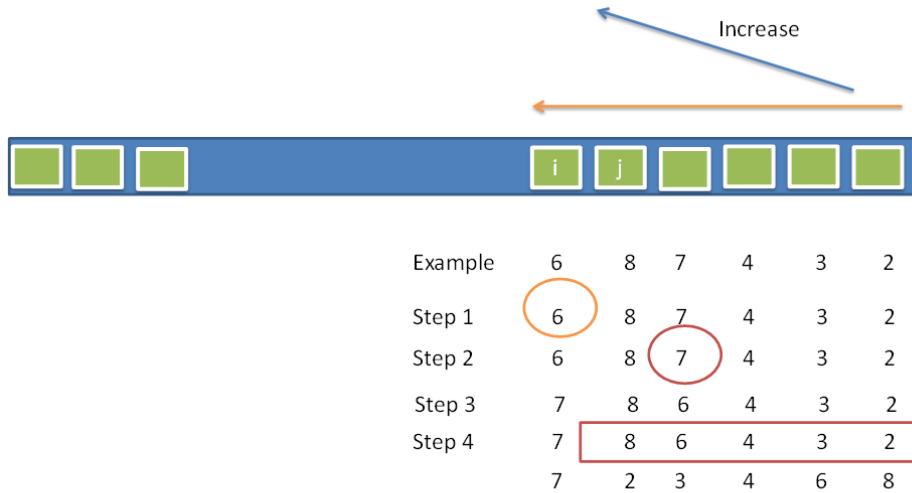 Increase
i j
Example 6 8 7 4 3 2
Step 1 6 8 7 4 3 2
Step 2 6 8 7 4 3 2
Step 3 7 8 6 4 3 2
Step 4 7 8 6 4 3 2
7 2 3 4 6 8